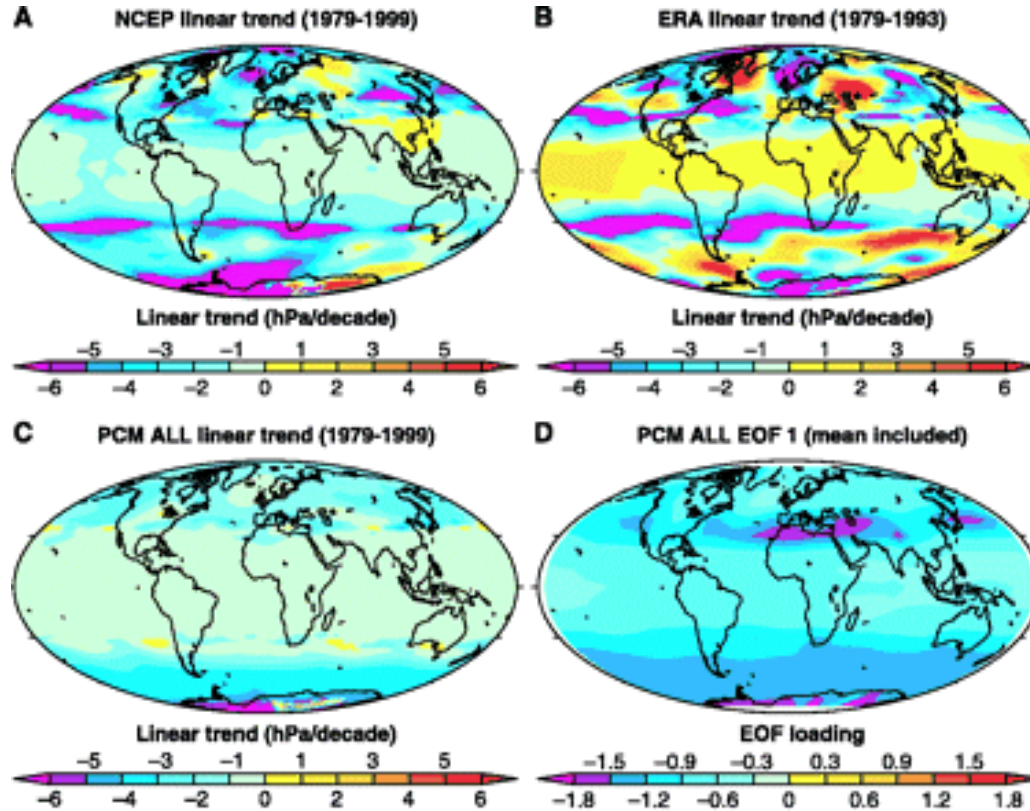 A NCEP linear trend (1979-1999)
Linear trend (hPa/decade)
−5 −3 −1 1 3 5
−6 −4 −2 0 2 4 6
B ERA linear trend (1979-1993)
Linear trend (hPa/decade)
−5 −3 −1 1 3 5
−6 −4 −2 0 2 4 6
C PCM ALL linear trend (1979-1999)
Linear trend (hPa/decade)
−5 −3 −1 1 3 5
−6 −4 −2 0 2 4 6
D PCM ALL EOF 1 (mean included)
EOF loading
−1.5 −0.9 −0.3 0.3 0.9 1.5
−1.8 −1.2 −0.6 0 0.6 1.2 1.8